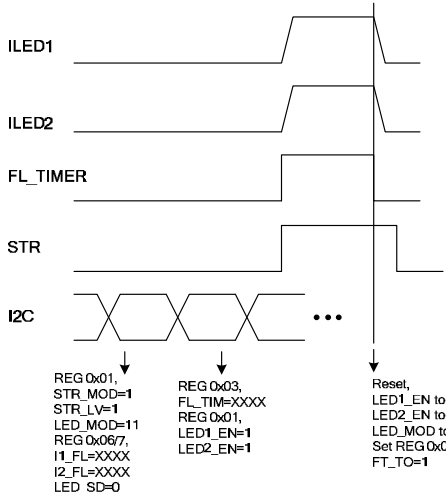 ILED1
ILED2
FL_TIMER
STR
I2C
REG 0x01,
STR_MOD=1
STR_LV=1
LED_MOD=11
REG 0x06/7,
I1_FL=XXXX
I2_FL=XXXX
LED_SD=0
REG 0x03,
FL_TIM=XXXX
REG 0x01,
LED1_EN=1
LED2_EN=1
Reset,
LED1_EN to
LED2_EN to
LED_MOD to
Set REG 0x0
FT_TO=1